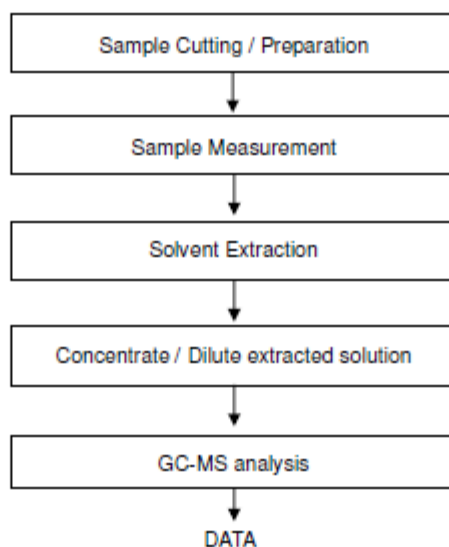 Sample Cutting / Preparation
Sample Measurement
Solvent Extraction
Concentrate / Dilute extracted solution
GC-MS analysis
DATA